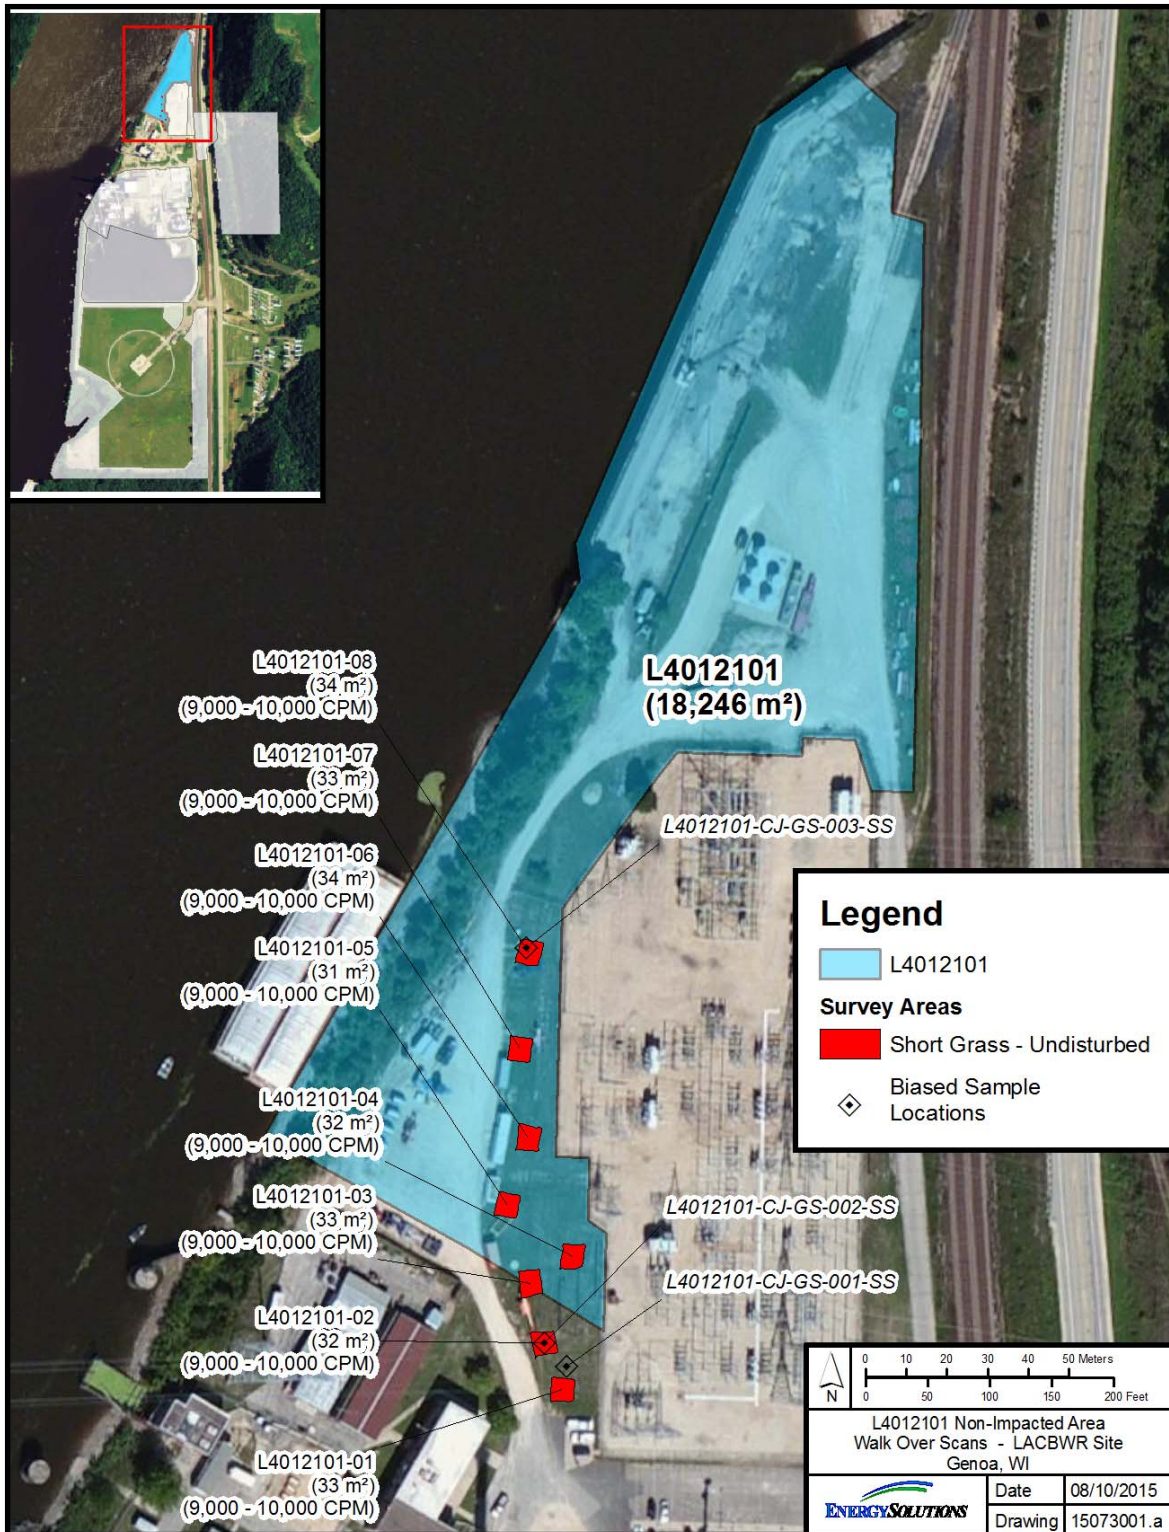 L4012101
(18,246 m²)
L4012101-08
(34 m²)
(9,000 - 10,000 CPM)
L4012101-07
(33 m²)
(9,000 - 10,000 CPM)
L4012101-CJ-GS-003-SS
L4012101-06
(34 m²)
(9,000 - 10,000 CPM)
L4012101-05
(31 m²)
(9,000 - 10,000 CPM)
L4012101-04
(32 m²)
(9,000 - 10,000 CPM)
L4012101-03
(33 m²)
(9,000 - 10,000 CPM)
L4012101-CJ-GS-002-SS
L4012101-CJ-GS-001-SS
L4012101-02
(32 m²)
(9,000 - 10,000 CPM)
L4012101-01
(33 m²)
(9,000 - 10,000 CPM)
Legend
L4012101
Survey Areas
Short Grass - Undisturbed
Biased Sample
Locations
N
0 10 20 30 40 50 Meters
0 50 100 150 200 Feet
L4012101 Non-Impacted Area
Walk Over Scans - LACBWR Site
Genoa, WI
ENERGYSOLUTIONS
Date 08/10/2015
Drawing 15073001.a